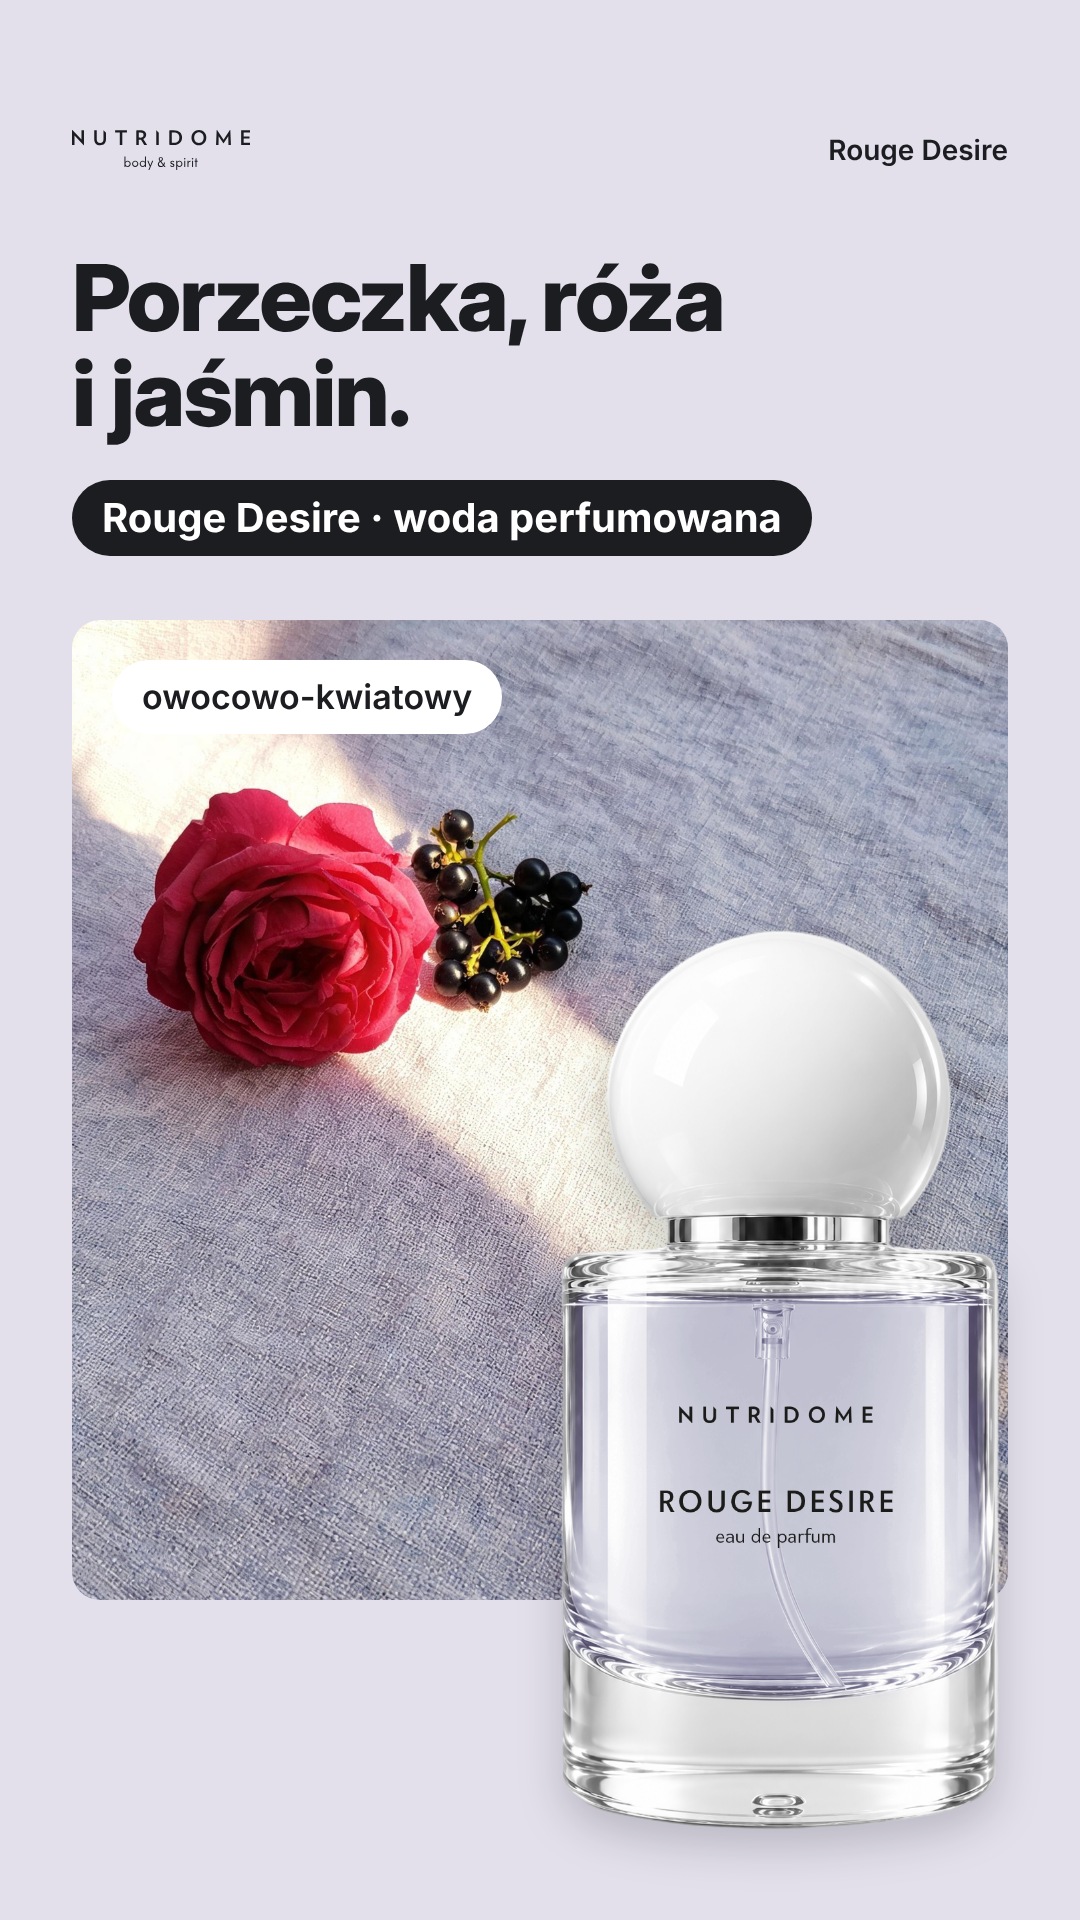 NUTRIDOME
body & spirit
Rouge Desire
Porzeczka, róża
i jaśmin.
Rouge Desire · woda perfumowana
owocowo-kwiatowy
NUTRIDOME
ROUGE DESIRE
eau de parfum